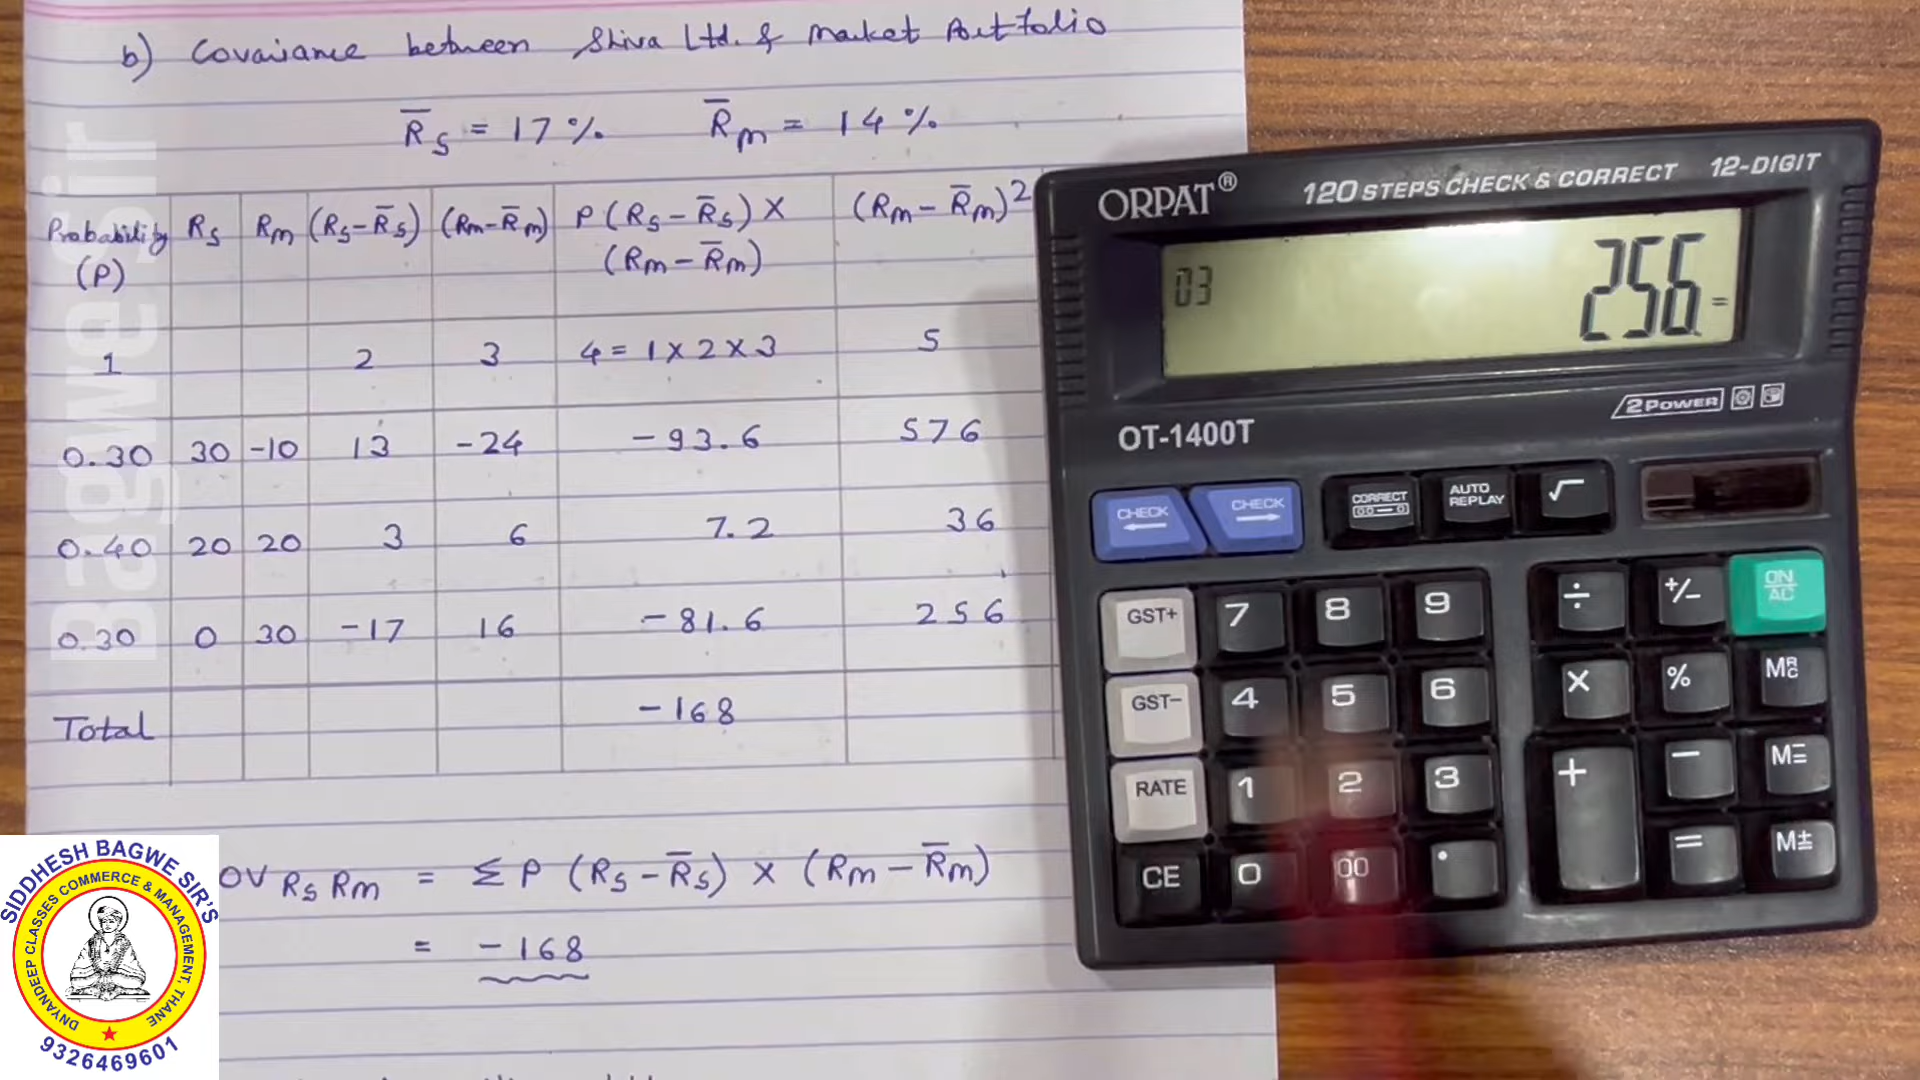 b) Covariance between Shiva Ltd. & Market Portfolio
R̅s = 17% R̅m = 14%
Probability (P) Rs Rm (Rs-R̅s) (Rm-R̅m) P(Rs-R̅s)× (Rm-R̅m) (Rm-R̅m)2
1 2 3 4 = 1×2×3 5
0.30 30 -10 13 -24 -93.6 576
0.40 20 20 3 6 7.2 36
0.30 0 30 -17 16 -81.6 256
Total -168
OV Rs Rm = Σ P (Rs-R̅s) × (Rm-R̅m)
= -168
Bagwe Sir
SIDDHESH BAGWE SIR'S
DNYANDEEP CLASSES COMMERCE & MANAGEMENT, THANE
9326469601
ORPAT® 120 STEPS CHECK & CORRECT 12-DIGIT
03 256. =
2POWER
OT-1400T
CHECK CHECK CORRECT 00—0 AUTO REPLAY √
GST+ 7 8 9 ÷ +/- ON AC
GST- 4 5 6 × % MRC
RATE 1 2 3 + - M=
CE 0 00 . = M±